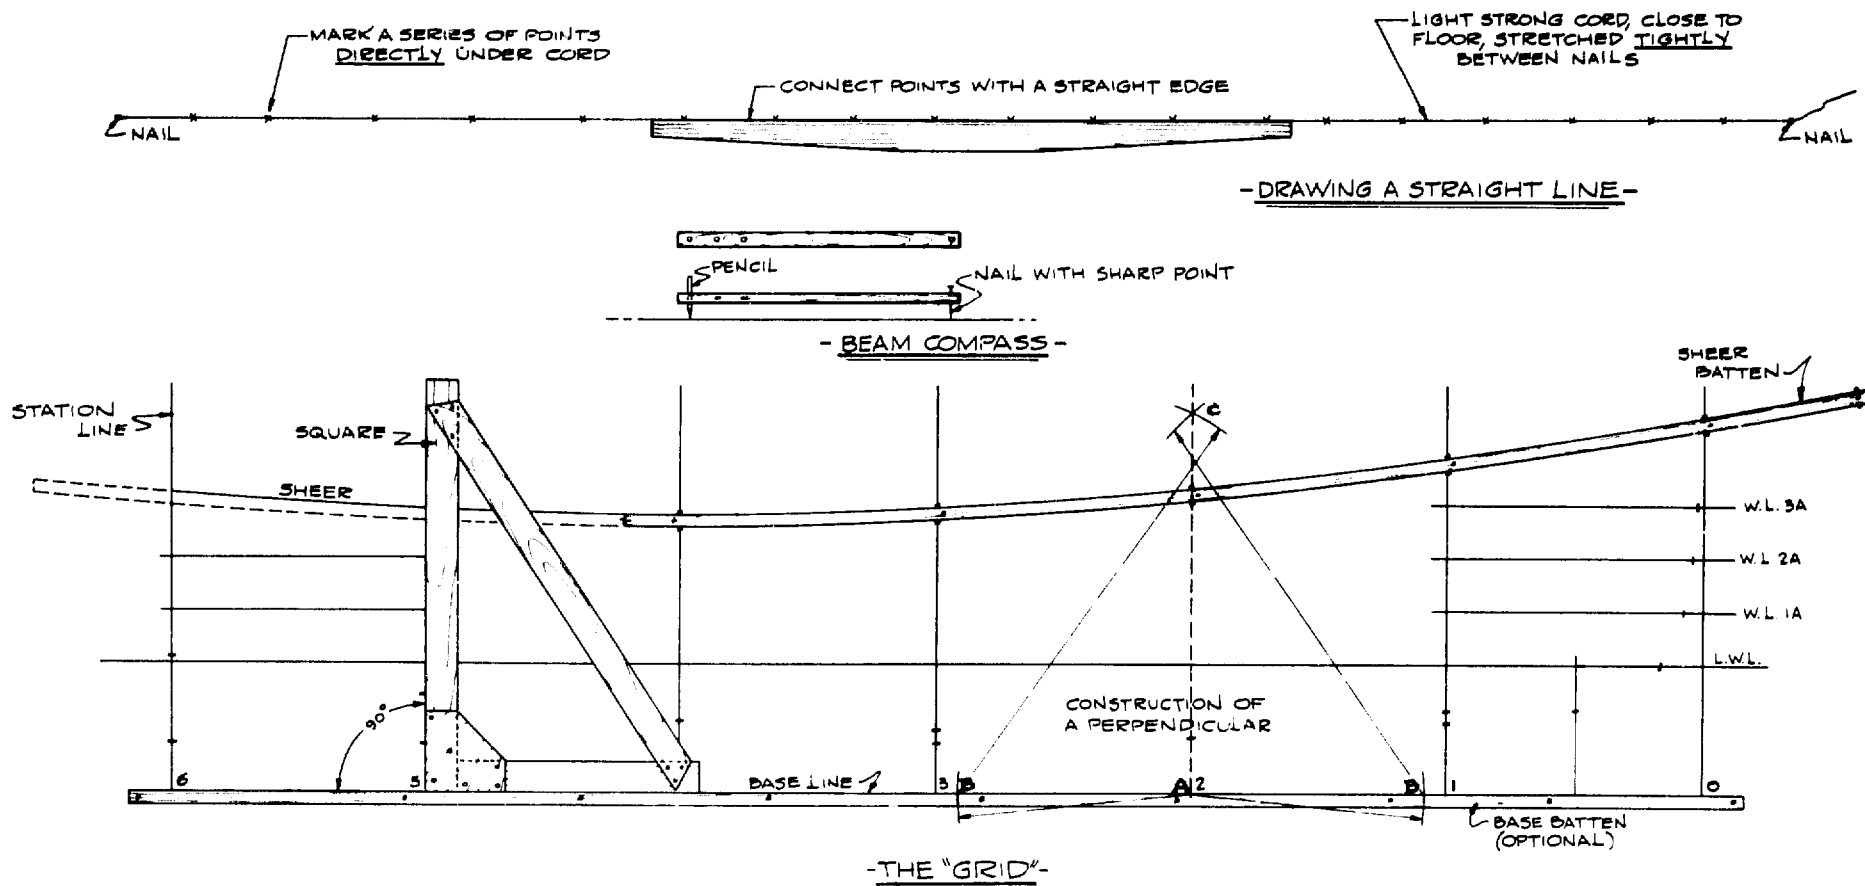 MARK A SERIES OF POINTS
DIRECTLY UNDER CORD
LIGHT STRONG CORD, CLOSE TO
FLOOR, STRETCHED TIGHTLY
BETWEEN NAILS
CONNECT POINTS WITH A STRAIGHT EDGE
NAIL
NAIL
-DRAWING A STRAIGHT LINE-
PENCIL
NAIL WITH SHARP POINT
- BEAM COMPASS -
SHEER
BATTEN
STATION
LINE
SQUARE
C
SHEER
W.L. 3A
W.L 2A
W.L. 1A
L.W.L.
CONSTRUCTION OF
A PERPENDICULAR
90°
6
5
BASE LINE
3
B
A
2
B
1
0
BASE BATTEN
(OPTIONAL)
-THE "GRID"-